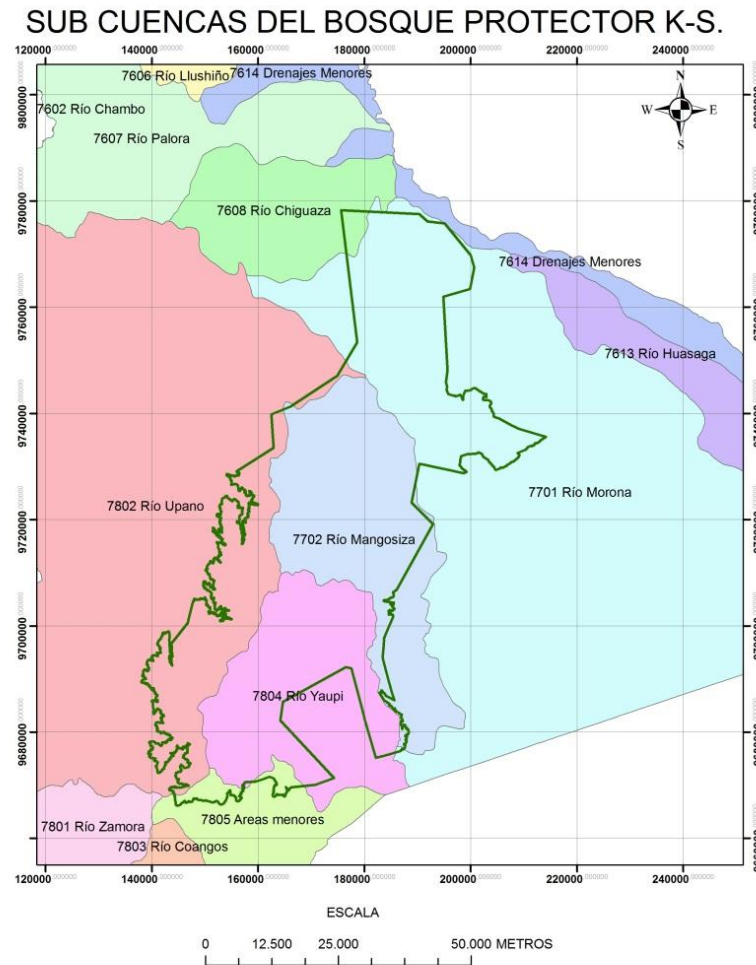 SUB CUENCAS DEL BOSQUE PROTECTOR K-S.
120000 140000 160000 180000 200000 220000 240000
7606 Río Llushiño
7614 Drenajes Menores
N
9800000
7602 Río Chambo
W E
7607 Río Palora
S
9780000
7608 Río Chiguaza
7614 Drenajes Menores
9760000
7613 Río Huasaga
9740000
7701 Río Morona
7802 Río Upano
9720000
7702 Río Mangosiza
9700000
7804 Río Yaupi
9680000
7805 Areas menores
7801 Río Zamora
7803 Río Coangos
120000 140000 160000 180000 200000 220000 240000
ESCALA
0 12.500 25.000 50.000 METROS